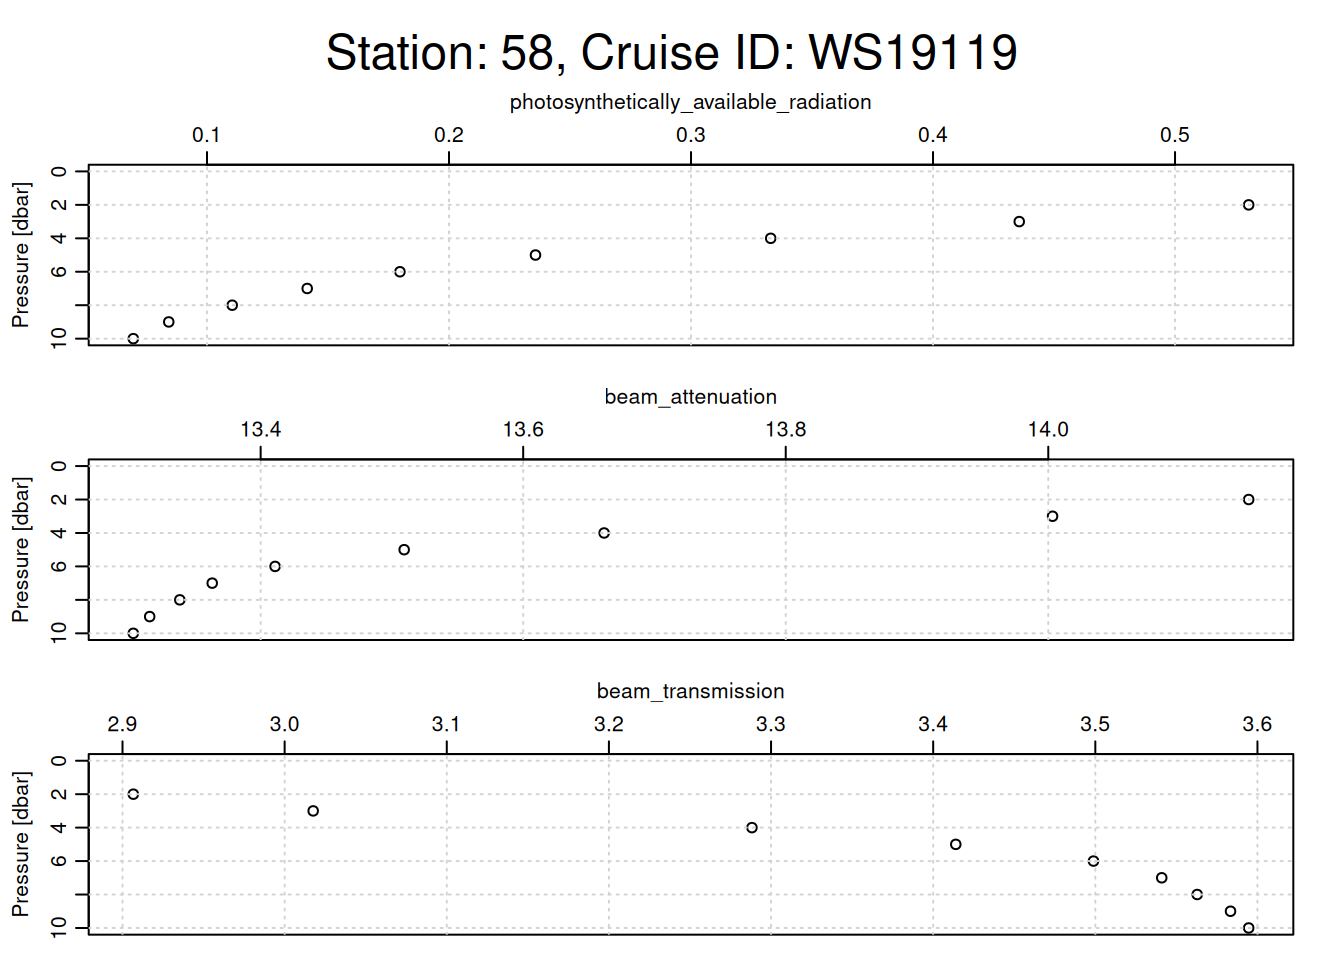 Station: 58, Cruise ID: WS19119
photosynthetically_available_radiation
0.1 0.2 0.3 0.4 0.5
Pressure [dbar]
0
2
4
6
10
beam_attenuation
13.4 13.6 13.8 14.0
Pressure [dbar]
0
2
4
6
10
beam_transmission
2.9 3.0 3.1 3.2 3.3 3.4 3.5 3.6
Pressure [dbar]
0
2
4
6
10